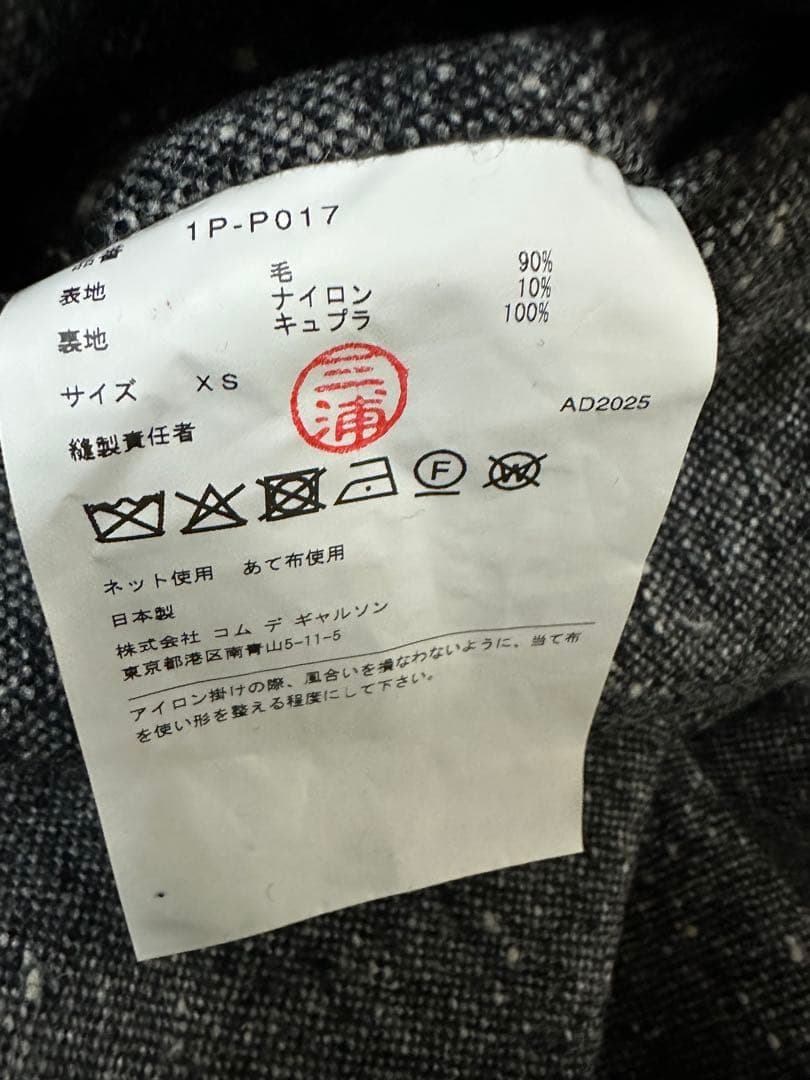 品番 1P-P017
表地 毛 90%
ナイロン 10%
裏地 キュプラ 100%
サイズ XS
三浦
AD2025
縫製責任者
F W
ネット使用 あて布使用
日本製
株式会社 コム デ ギャルソン
東京都港区南青山5-11-5
アイロン掛けの際、風合いを損なわないように、当て布
を使い形を整える程度にして下さい。